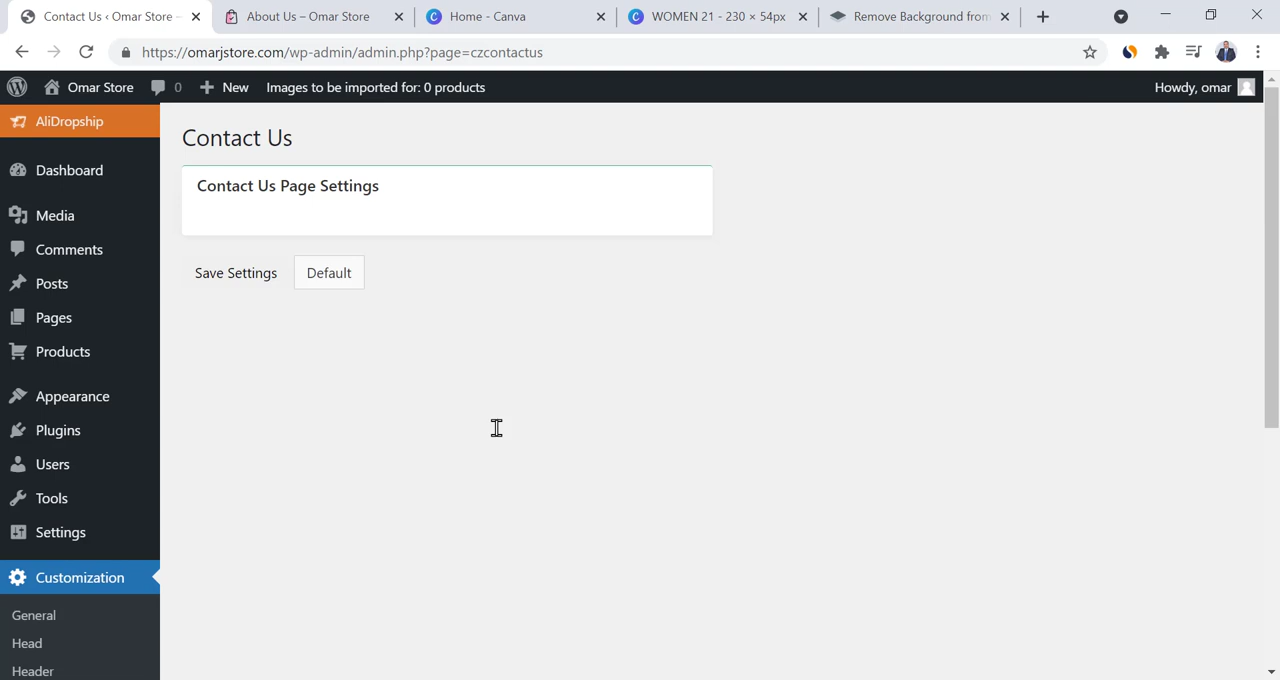 Contact Us ‹ Omar Store –
About Us – Omar Store
Home - Canva
WOMEN 21 - 230 × 54px
Remove Background from
https://omarjstore.com/wp-admin/admin.php?page=czcontactus
Omar Store
0
New
Images to be imported for: 0 products
Howdy, omar
AliDropship
Dashboard
Media
Comments
Posts
Pages
Products
Appearance
Plugins
Users
Tools
Settings
Customization
General
Head
Header
Contact Us
Contact Us Page Settings
Save Settings
Default